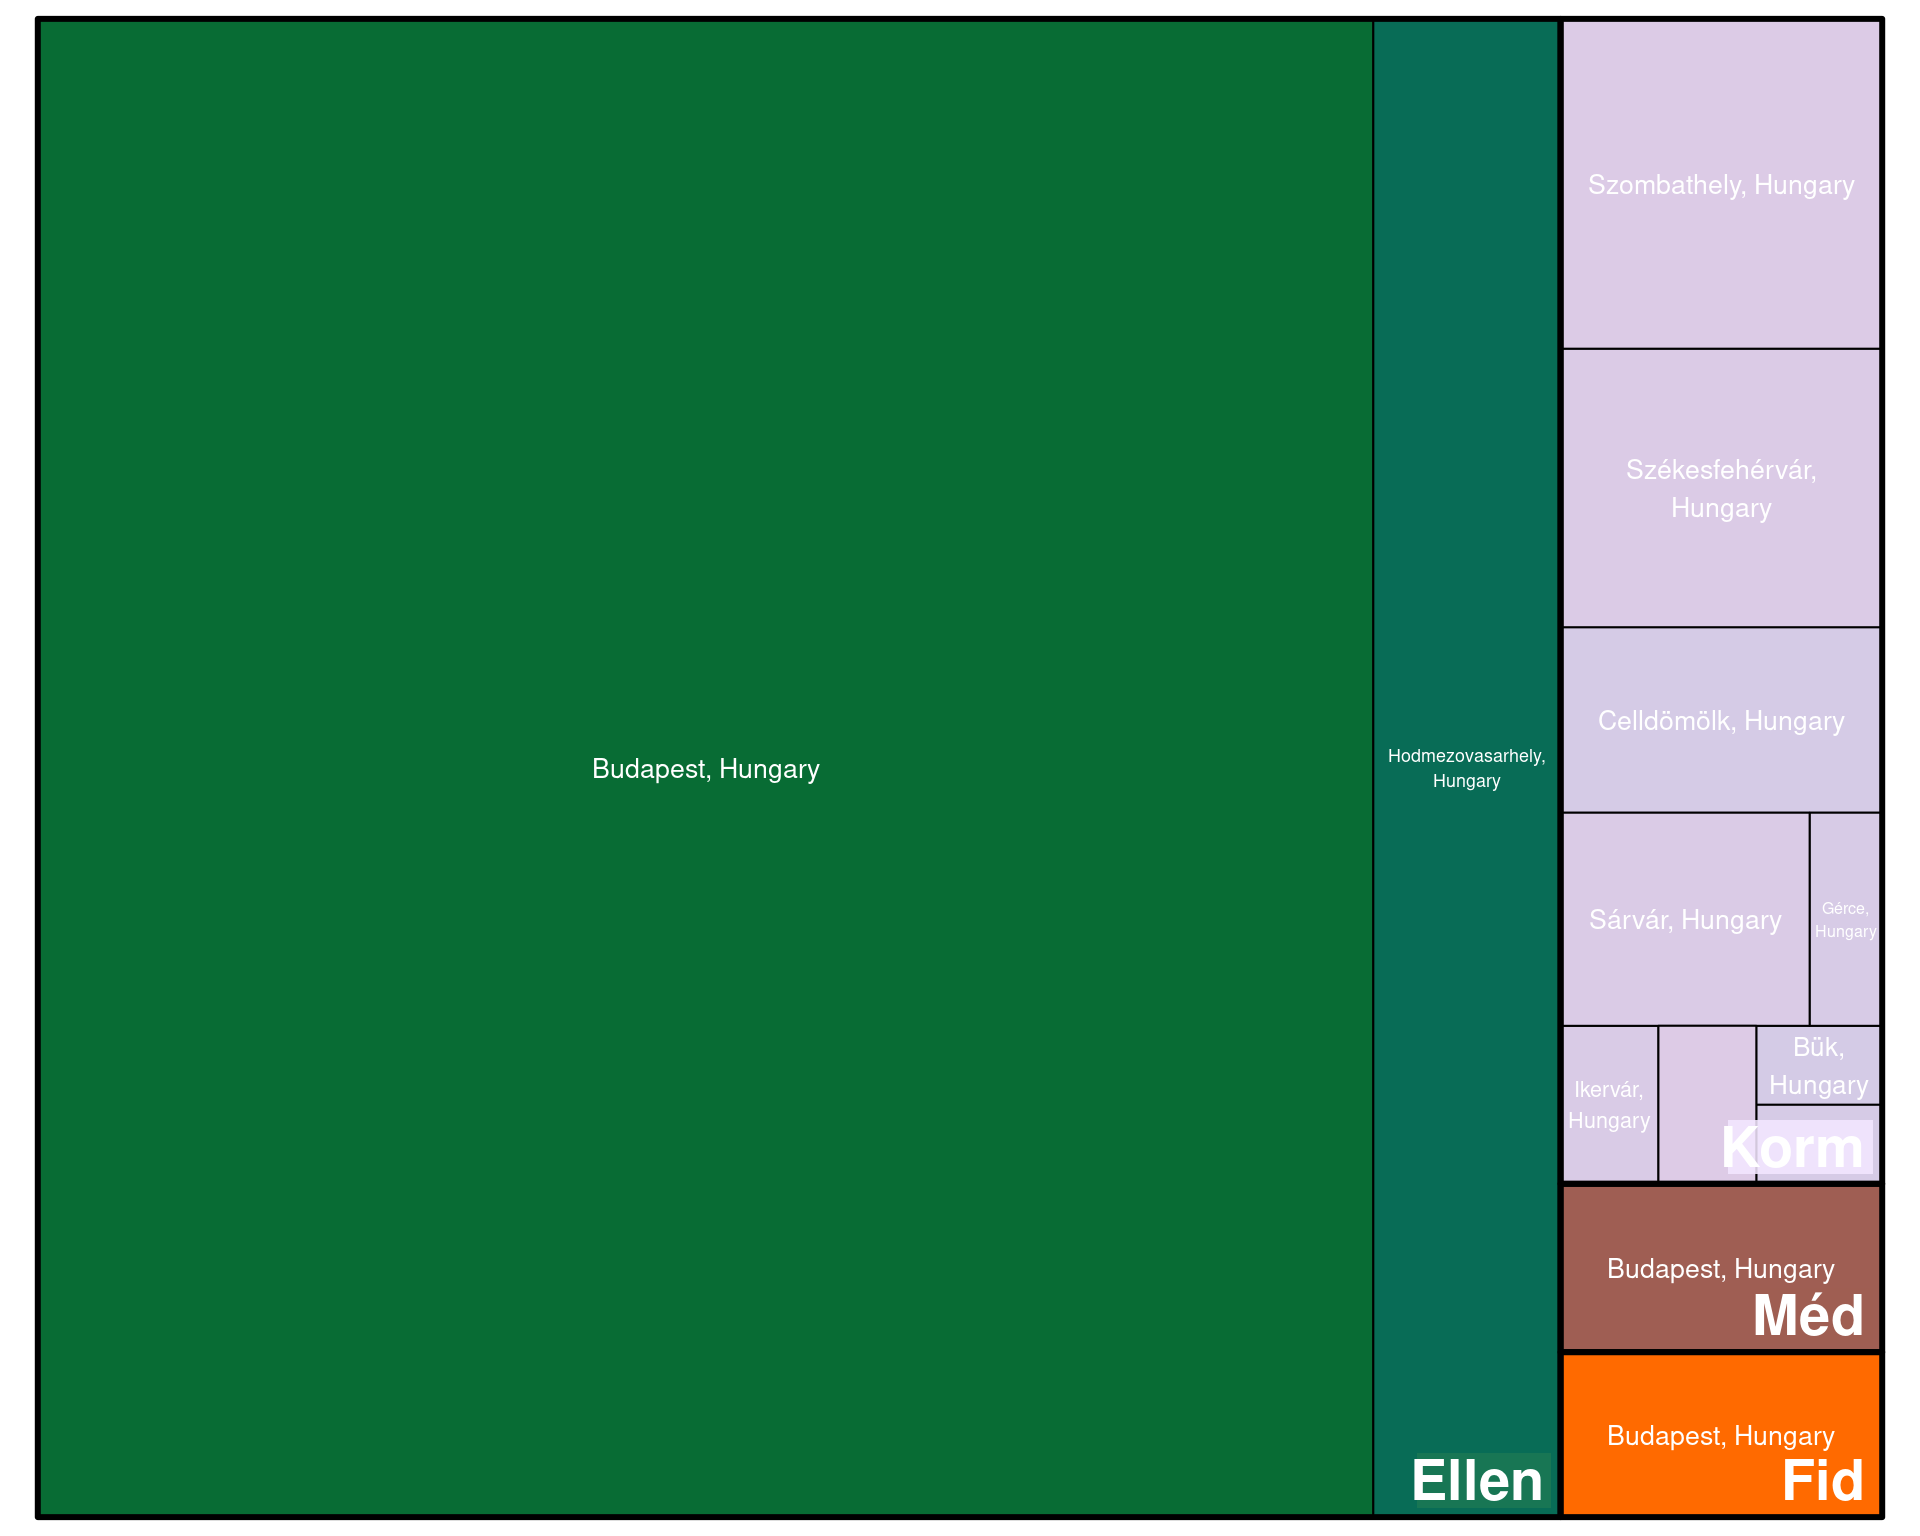 Budapest, Hungary
Hodmezovasarhely,
Hungary
Ellen
Szombathely, Hungary
Székesfehérvár,
Hungary
Celldömölk, Hungary
Sárvár, Hungary
Gérce,
Hungary
Ikervár,
Hungary
Bük,
Hungary
Korm
Budapest, Hungary
Méd
Budapest, Hungary
Fid